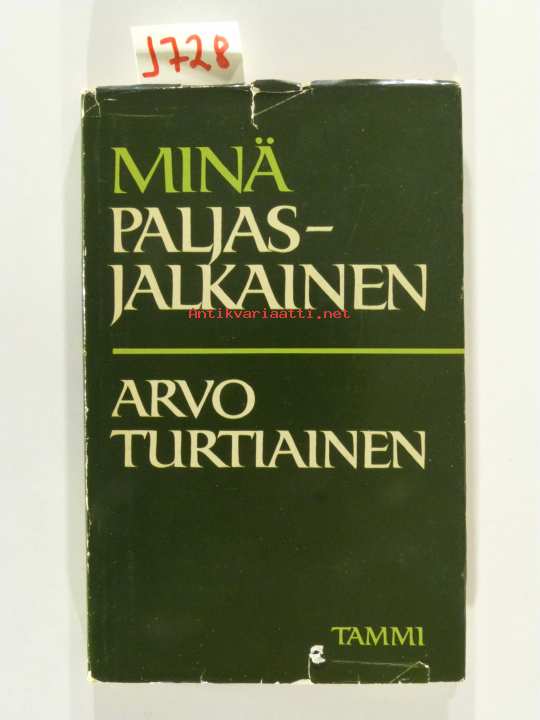 J728
MINÄ
PALJAS-
JALKAINEN
Antikvariaatti.net
ARVO
TURTIAINEN
TAMMI